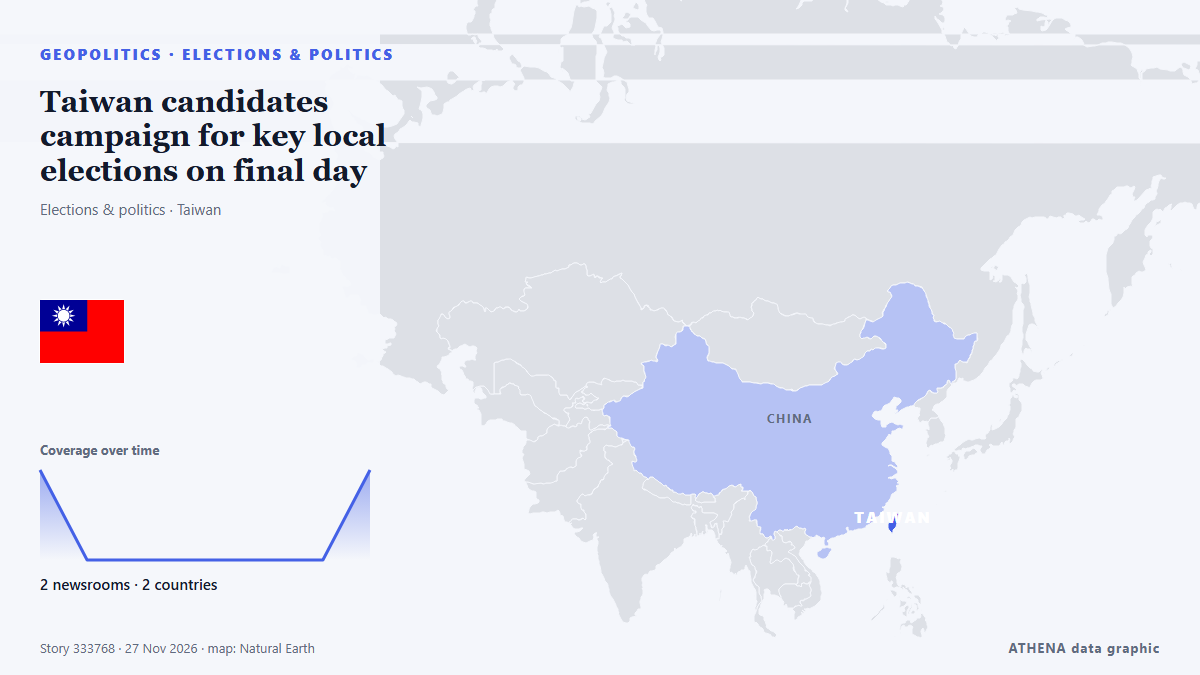 GEOPOLITICS · ELECTIONS & POLITICS
Taiwan candidates
campaign for key local
elections on final day
Elections & politics · Taiwan
CHINA
TAIWAN
Coverage over time
2 newsrooms · 2 countries
Story 333768 · 27 Nov 2026 · map: Natural Earth
ATHENA data graphic